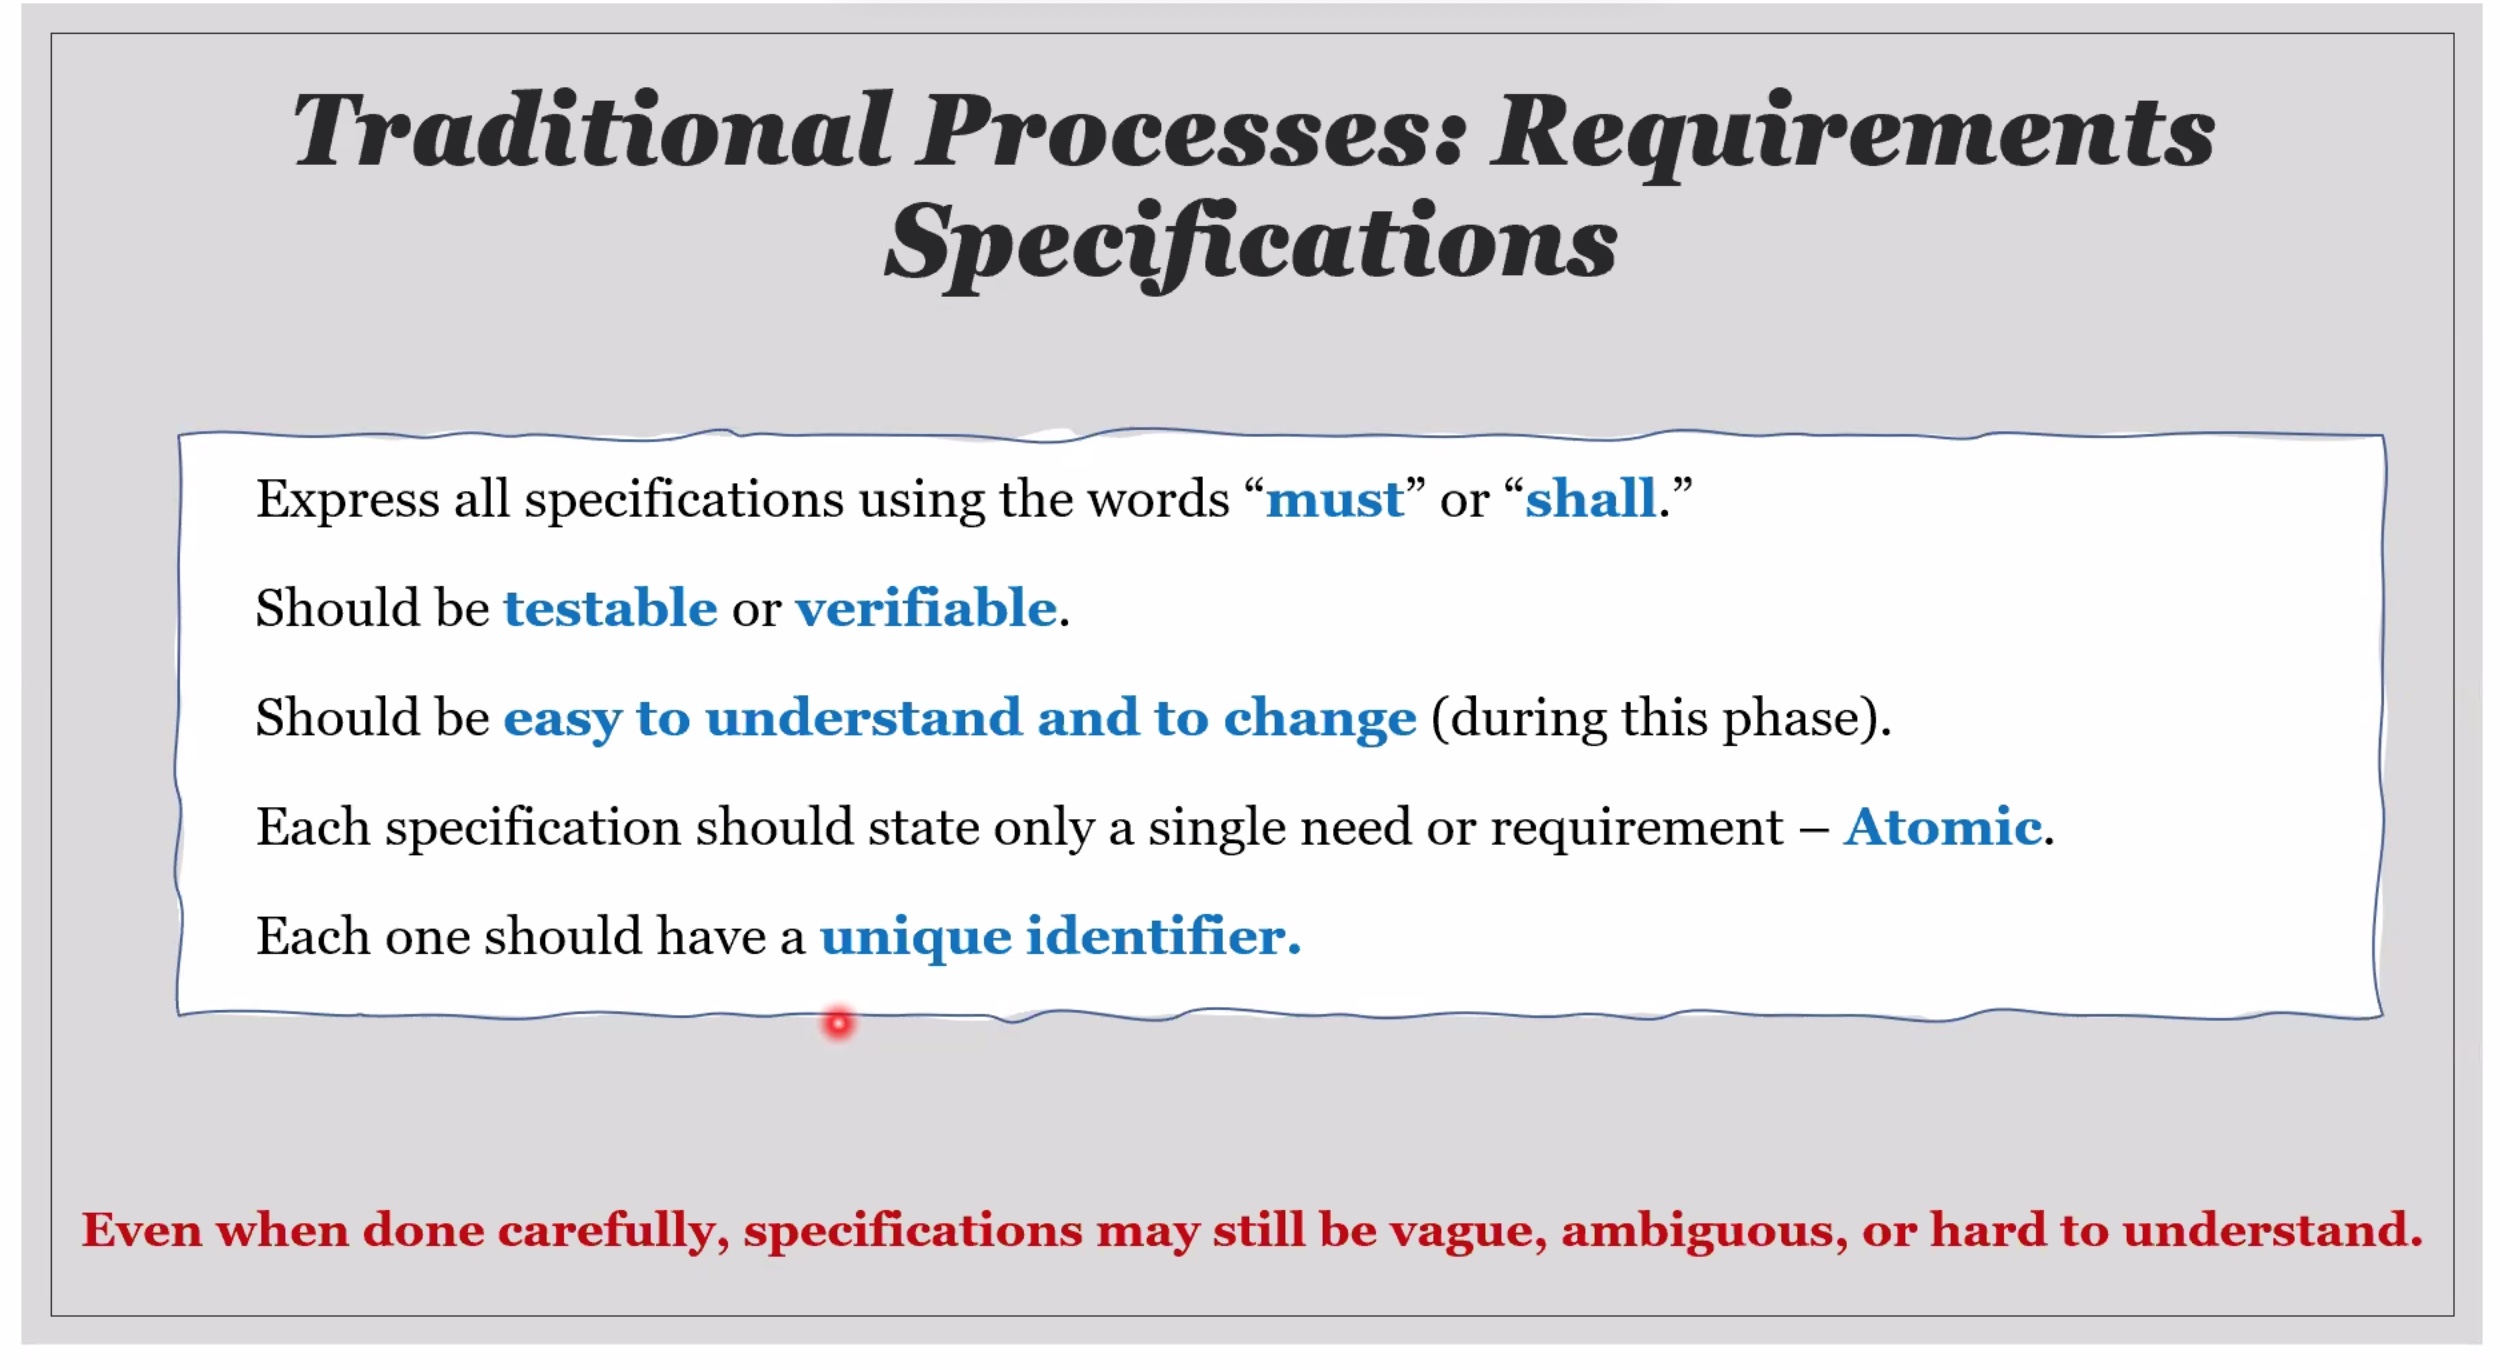 Traditional Processes: Requirements
Specifications
Express all specifications using the words “must” or “shall.”
Should be testable or verifiable.
Should be easy to understand and to change (during this phase).
Each specification should state only a single need or requirement – Atomic.
Each one should have a unique identifier.
Even when done carefully, specifications may still be vague, ambiguous, or hard to understand.